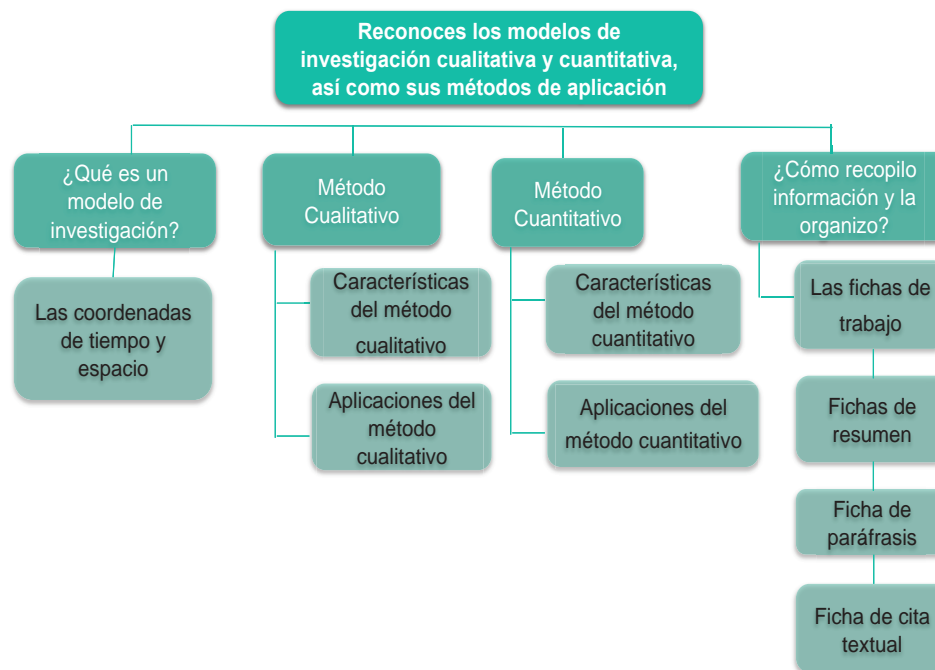 Reconoces los modelos de
investigación cualitativa y cuantitativa,
así como sus métodos de aplicación
¿Qué es un
modelo de
investigación?
Las coordenadas
de tiempo y
espacio
Método
Cualitativo
Características
del método
cualitativo
Aplicaciones del
método
cualitativo
Método
Cuantitativo
Características
del método
cuantitativo
Aplicaciones del
método cuantitativo
¿Cómo recopilo
información y la
organizo?
Las fichas de
trabajo
Fichas de
resumen
Ficha de
paráfrasis
Ficha de cita
textual